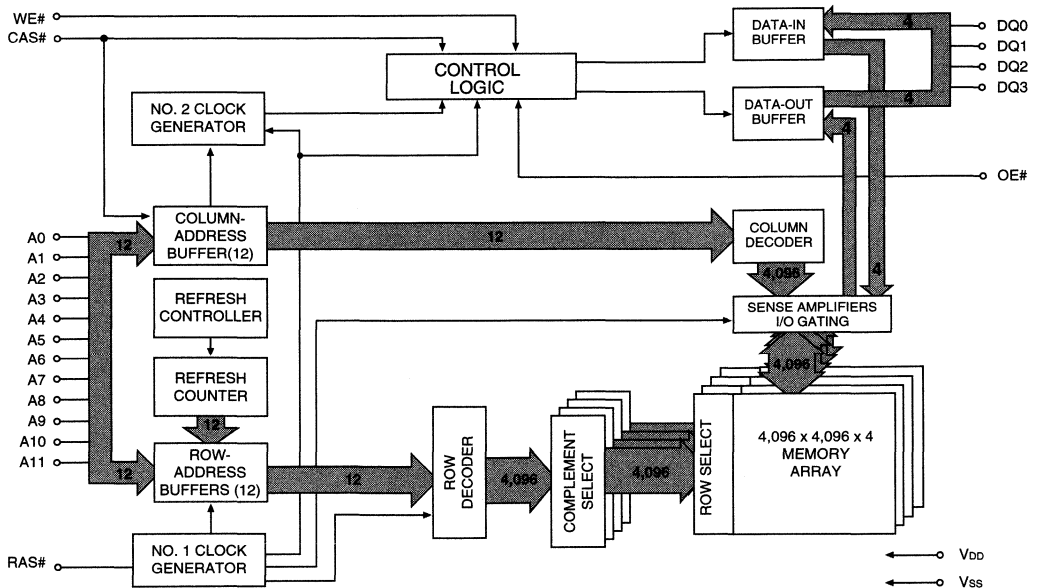 WE#
CAS#
CONTROL
LOGIC
DATA-IN
BUFFER
4
DQ0
DQ1
DQ2
DQ3
DATA-OUT
BUFFER
4
4
NO. 2 CLOCK
GENERATOR
OE#
COLUMN-
ADDRESS
BUFFER(12)
12
12
COLUMN
DECODER
4,096
4
A0
A1
A2
A3
A4
A5
A6
A7
A8
A9
A10
A11
REFRESH
CONTROLLER
SENSE AMPLIFIERS
I/O GATING
4,096
REFRESH
COUNTER
12
ROW-
ADDRESS
BUFFERS (12)
12
12
ROW
DECODER
4,096
COMPLEMENT
SELECT
4,096
ROW SELECT
4,096 x 4,096 x 4
MEMORY
ARRAY
RAS#
NO. 1 CLOCK
GENERATOR
VDD
VSS